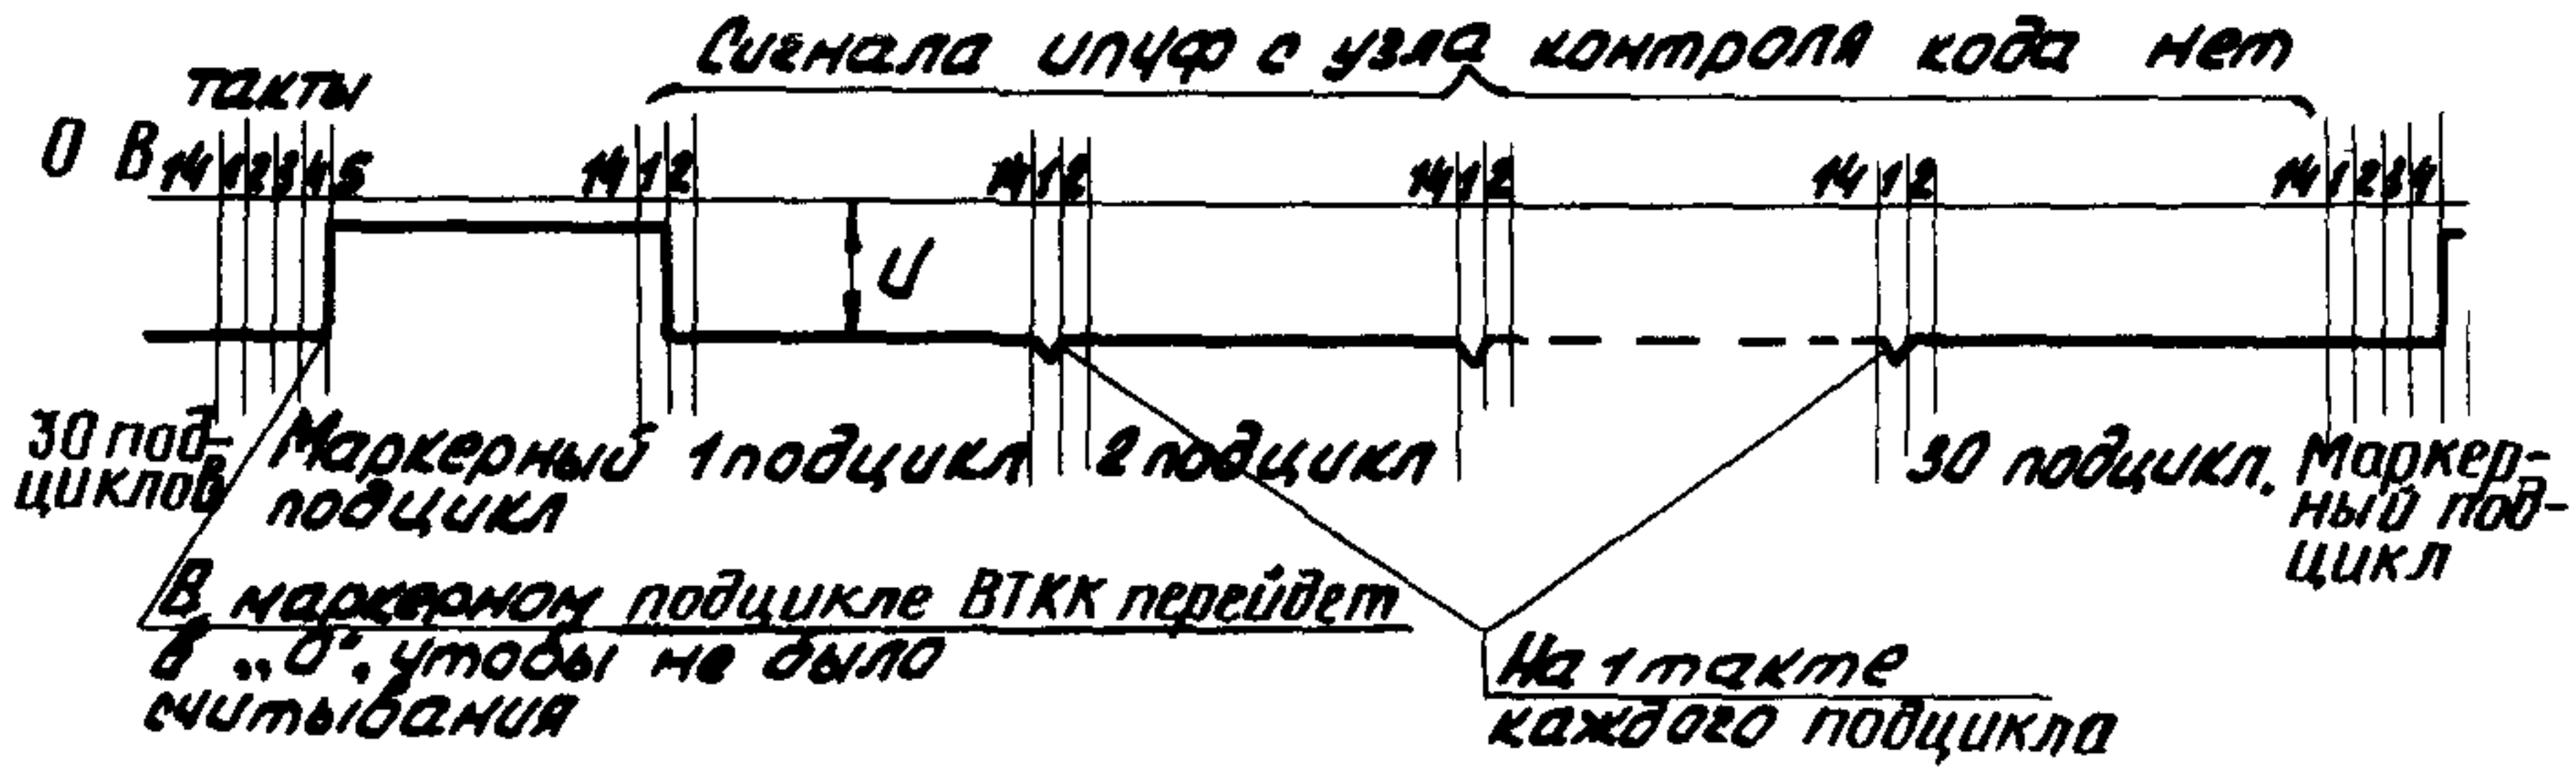 Сигнала ипуф с узла контроля кода нет
такты
0 В 14 1 2 3 4 5 14 1 2 14 1 2 14 1 2 14 1 2 14 1 2 3 4
U
30 под-
циклов
Маркерный
подцикл
1 подцикл
2 подцикл
30 подцикл.
Маркер-
ный под-
цикл
В маркерном подцикле ВТКК перейдет
в „0“, чтобы не было
считывания
На 1 такте
каждого подцикла